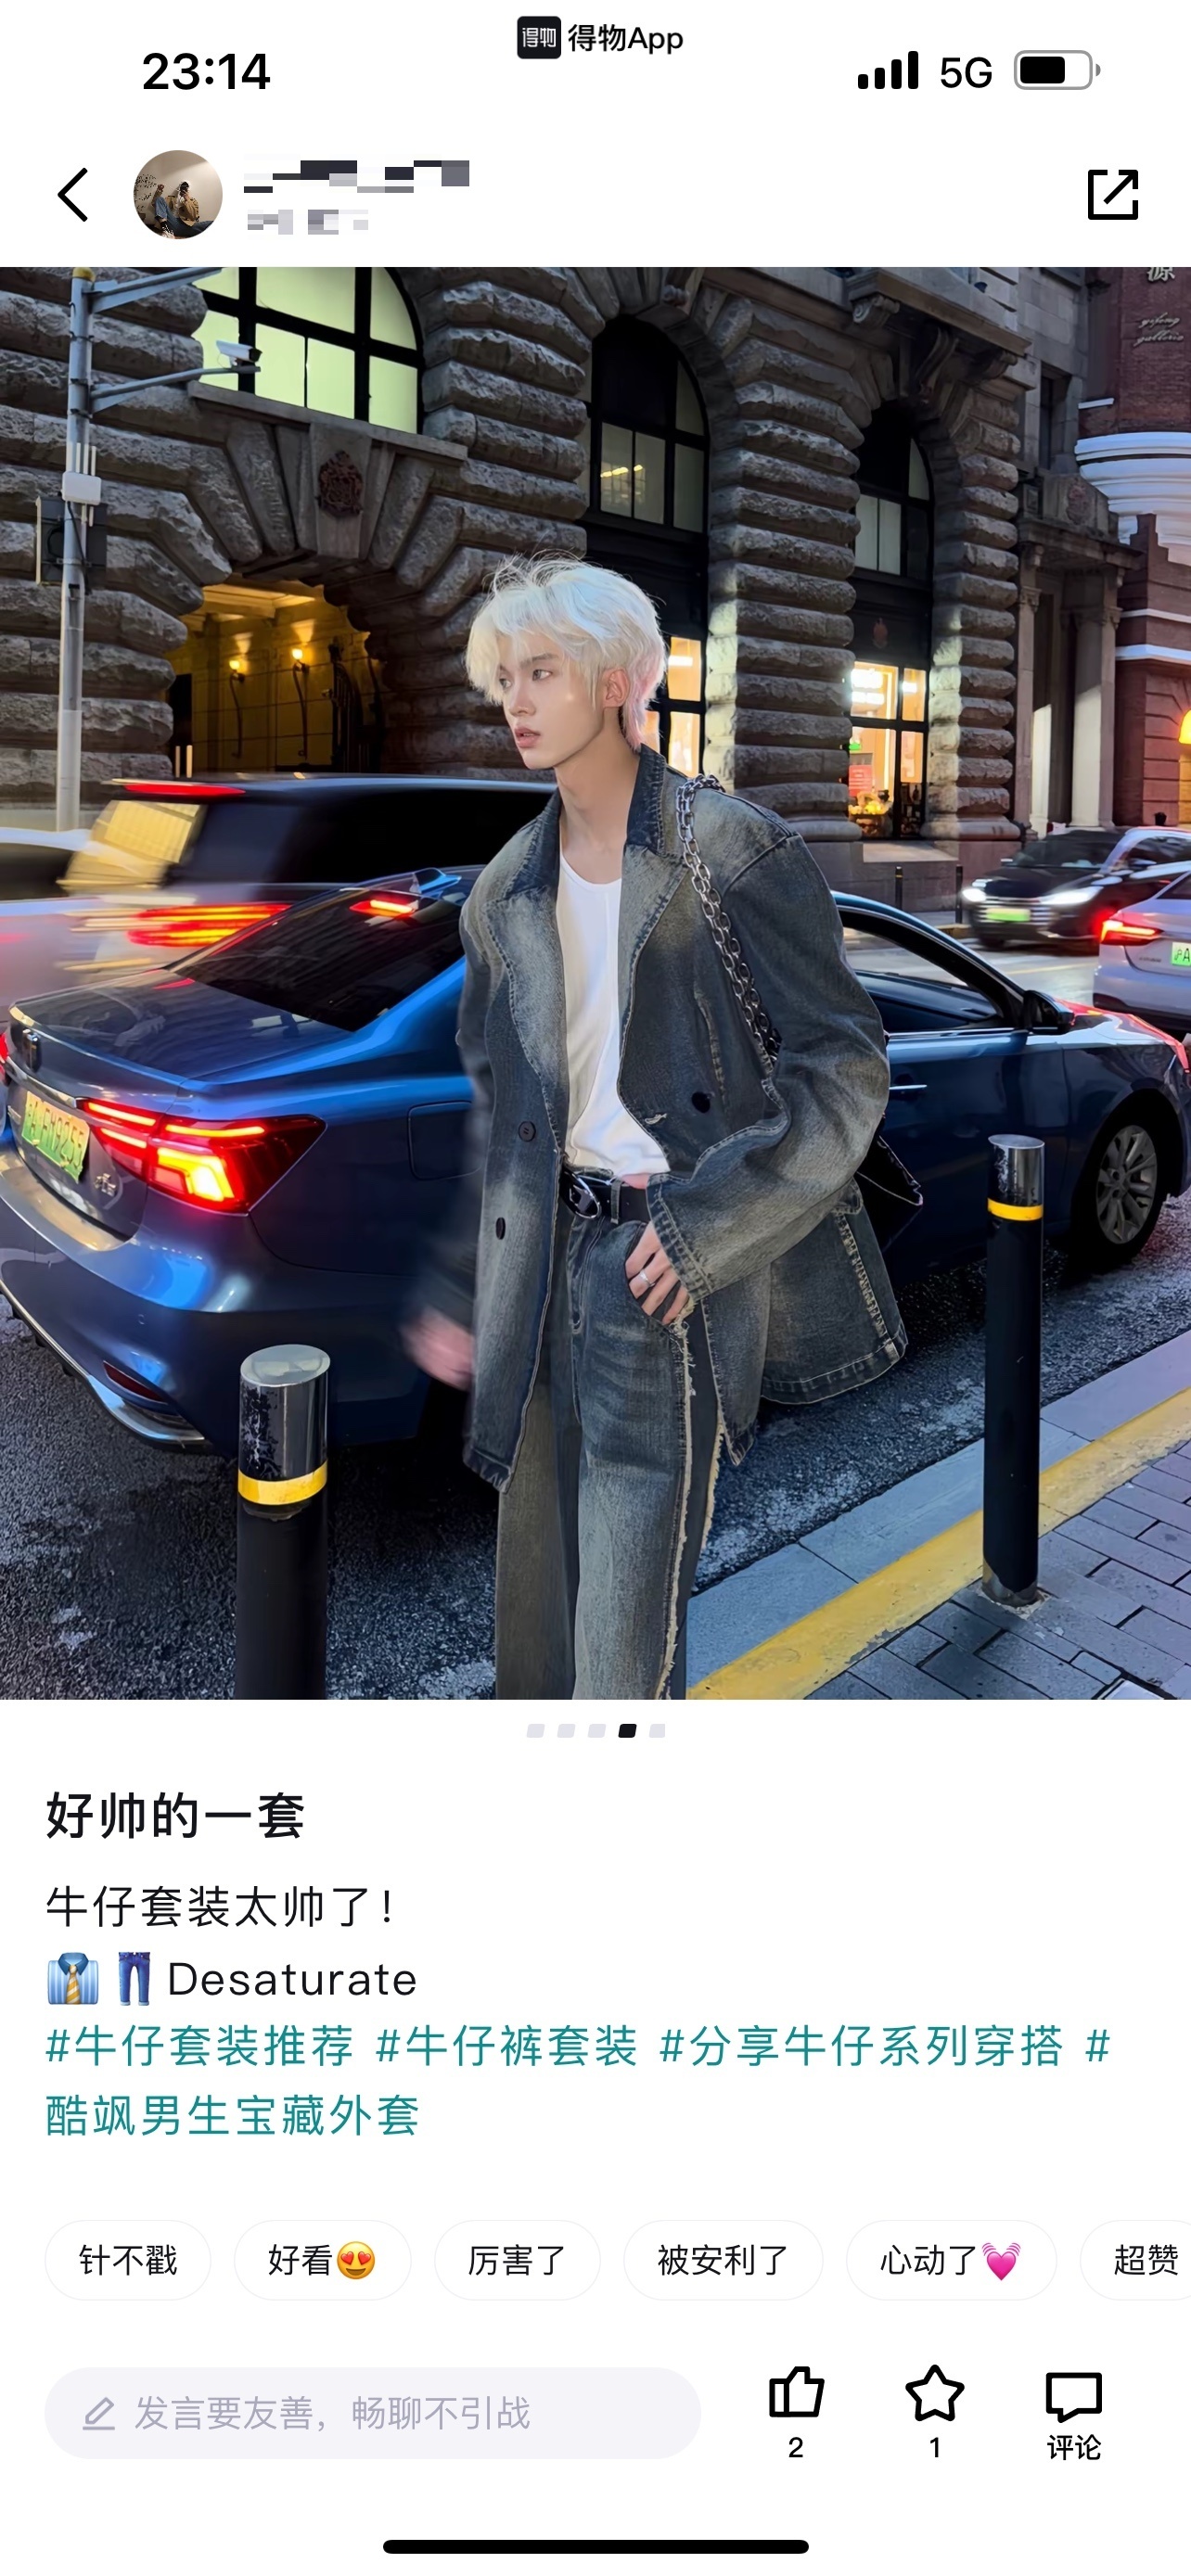 得物 得物App
23:14 5G
源
好帅的一套
牛仔套装太帅了！
👔👖Desaturate
#牛仔套装推荐 #牛仔裤套装 #分享牛仔系列穿搭 #
酷飒男生宝藏外套
针不戳 好看😍 厉害了 被安利了 心动了💓 超赞
发言要友善，畅聊不引战
2 1 评论